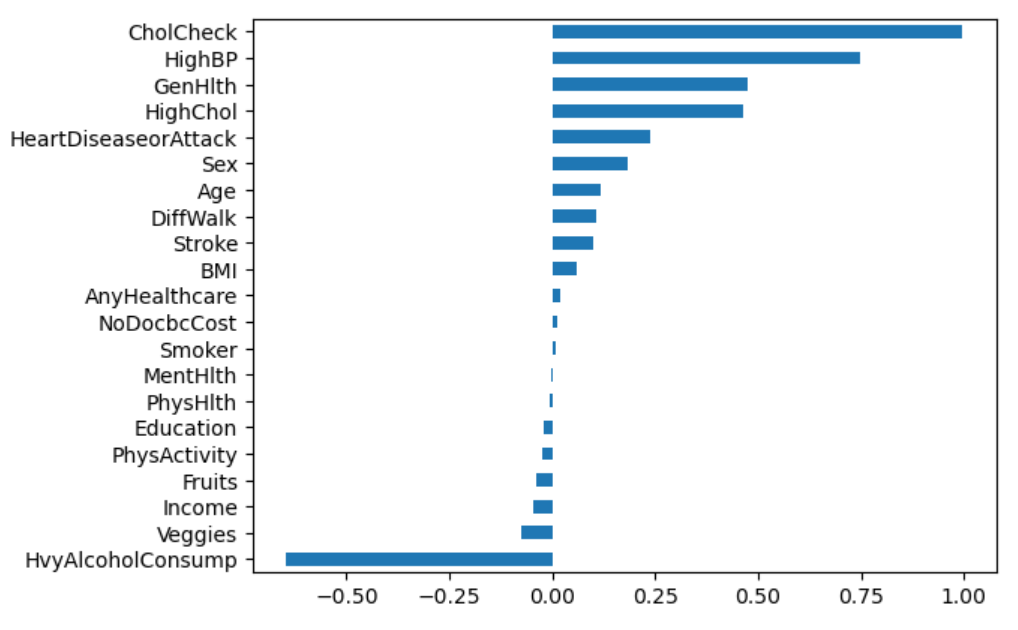 CholCheck
HighBP
GenHlth
HighChol
HeartDiseaseorAttack
Sex
Age
DiffWalk
Stroke
BMI
AnyHealthcare
NoDocbcCost
Smoker
MentHlth
PhysHlth
Education
PhysActivity
Fruits
Income
Veggies
HvyAlcoholConsump
−0.50 −0.25 0.00 0.25 0.50 0.75 1.00